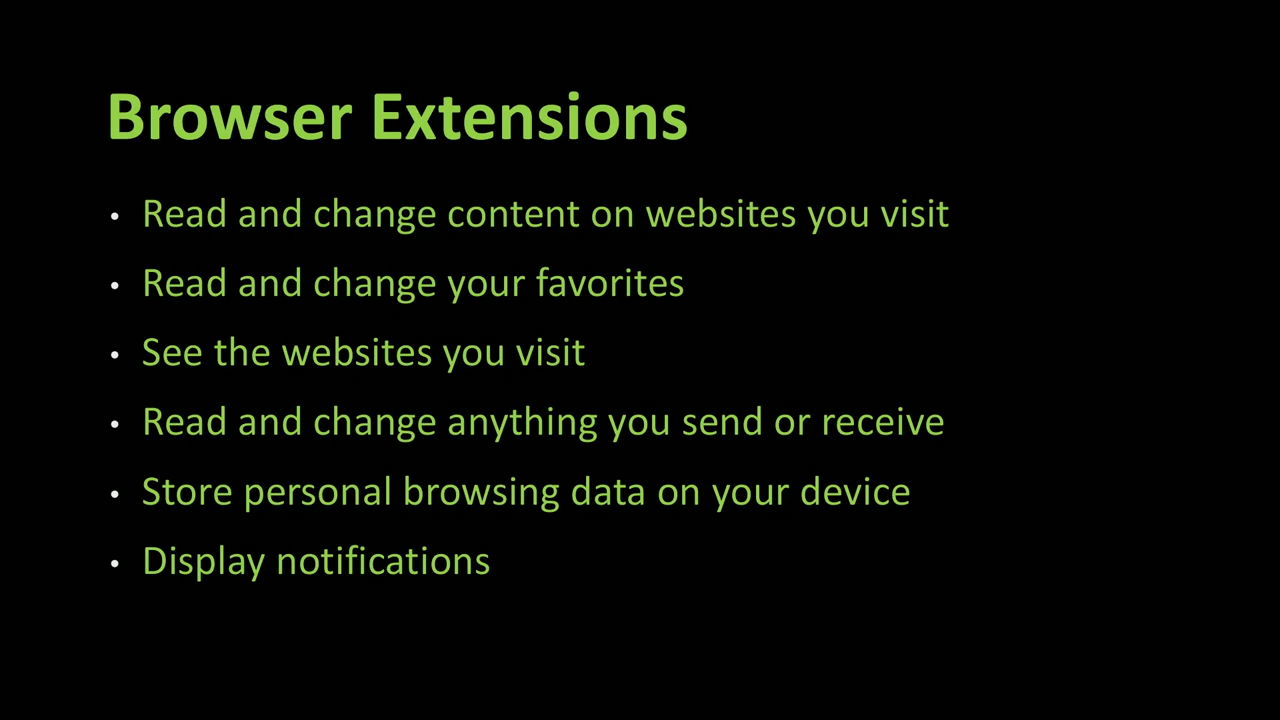 Browser Extensions
• Read and change content on websites you visit
• Read and change your favorites
• See the websites you visit
• Read and change anything you send or receive
• Store personal browsing data on your device
• Display notifications